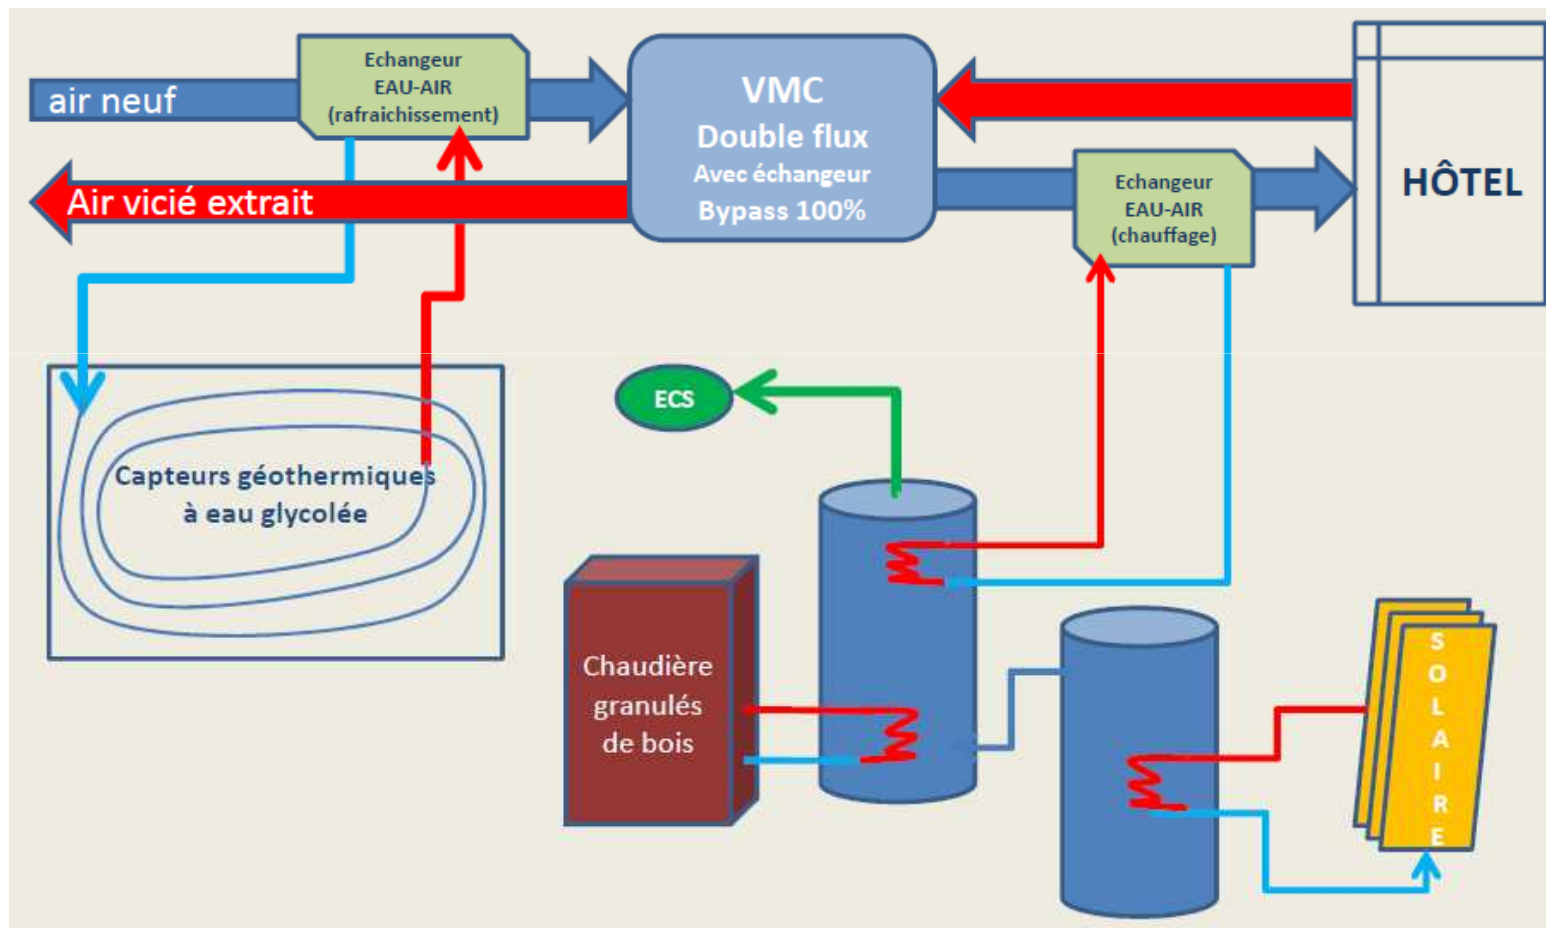 Echangeur
EAU-AIR
(rafraichissement)
air neuf
VMC
Double flux
Avec échangeur
Bypass 100%
Air vicié extrait
Echangeur
EAU-AIR
(chauffage)
HÔTEL
ECS
Capteurs géothermiques
à eau glycolée
Chaudière
granulés
de bois
SOLAIRE